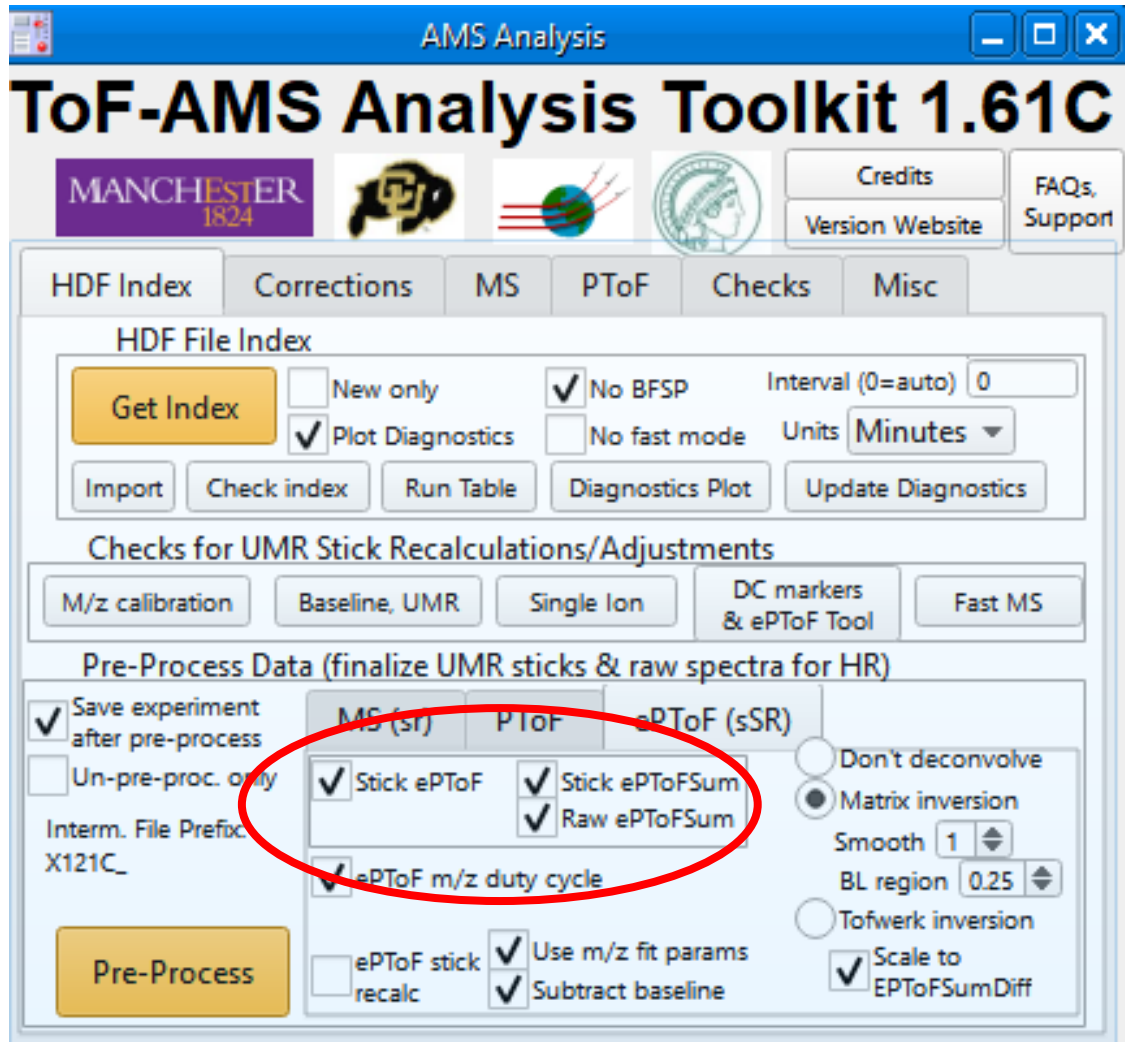 AMS Analysis
ToF-AMS Analysis Toolkit 1.61C
MANCHEsTER
1824
CU
Credits
Version Website
FAQs,
Support
HDF Index Corrections MS PToF Checks Misc
HDF File Index
Get Index
New only
No BFSP
Interval (0=auto) 0
Plot Diagnostics
No fast mode
Units Minutes
Import Check index Run Table Diagnostics Plot Update Diagnostics
Checks for UMR Stick Recalculations/Adjustments
M/z calibration Baseline, UMR Single Ion
DC markers
& ePToF Tool
Fast MS
Pre-Process Data (finalize UMR sticks & raw spectra for HR)
Save experiment
after pre-process
Un-pre-proc. only
Interm. File Prefix:
X121C_
Pre-Process
MS (sr) PToF ePToF (sSR)
Stick ePToF Stick ePToFSum
Raw ePToFSum
ePToF m/z duty cycle
ePToF stick
recalc
Use m/z fit params
Subtract baseline
Don't deconvolve
Matrix inversion
Smooth 1
BL region 0.25
Tofwerk inversion
Scale to
EPToFSumDiff